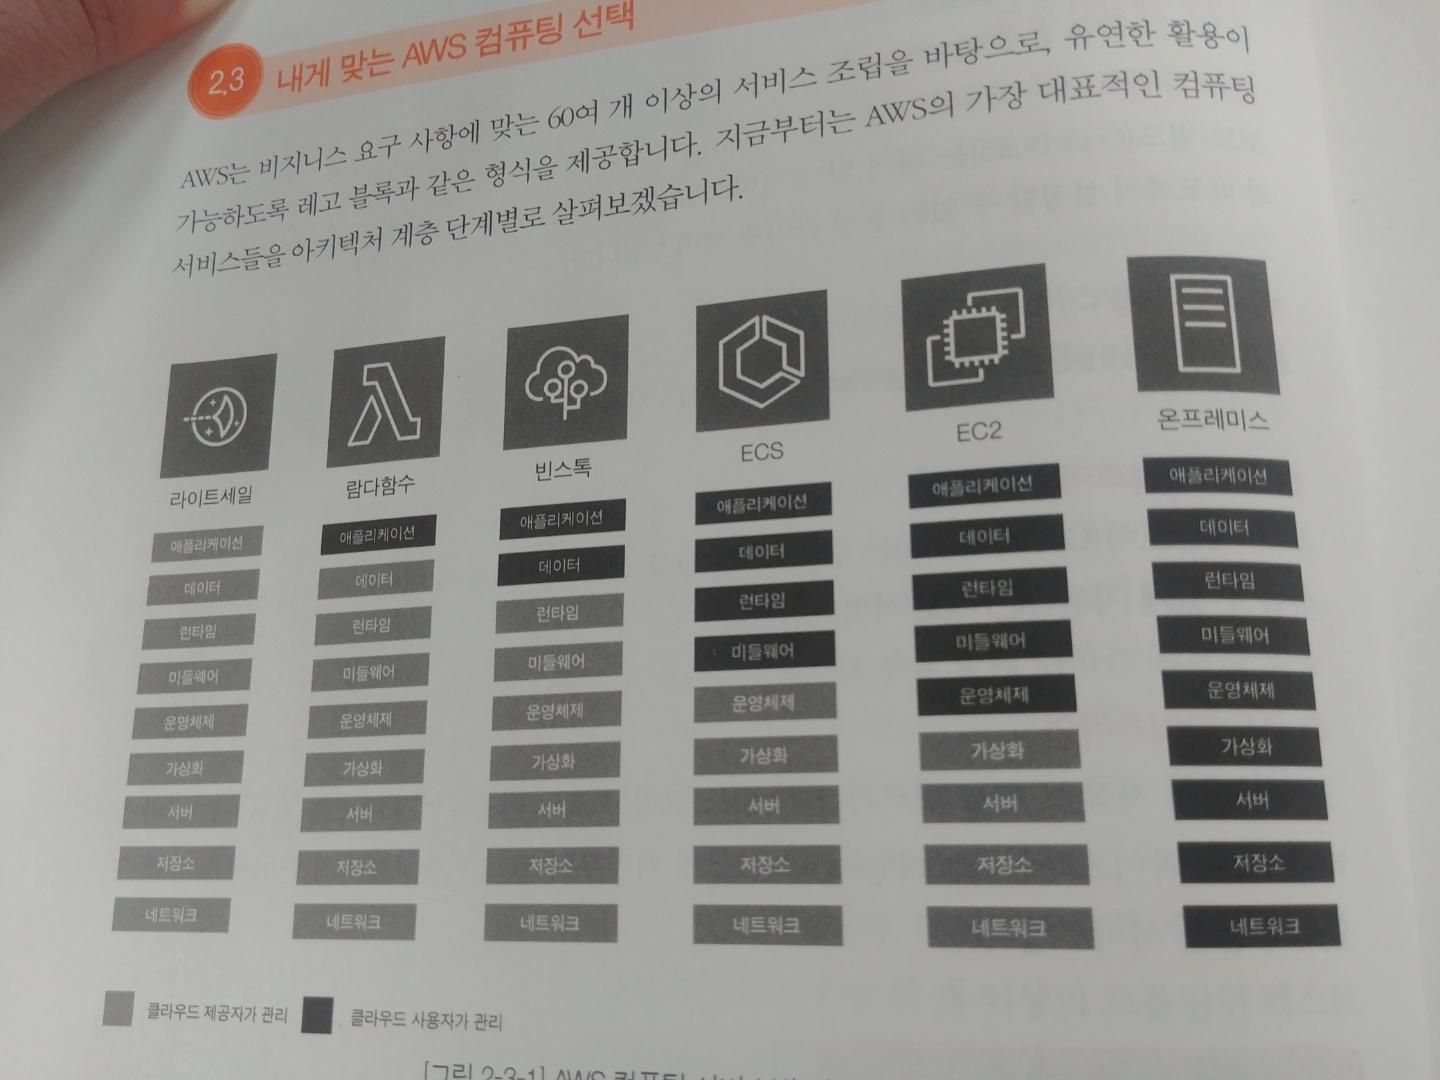 2.3 내게 맞는 AWS 컴퓨팅 선택
AWS는 비지니스 요구 사항에 맞는 60여 개 이상의 서비스 조립을 바탕으로, 유연한 활용이
가능하도록 레고 블록과 같은 형식을 제공합니다. 지금부터는 AWS의 가장 대표적인 컴퓨팅
서비스들을 아키텍처 계층 단계별로 살펴보겠습니다.
라이트세일 람다함수 빈스톡 ECS EC2 온프레미스
애플리케이션 애플리케이션 애플리케이션 애플리케이션 애플리케이션 애플리케이션
데이터 데이터 데이터 데이터 데이터 데이터
런타임 런타임 런타임 런타임 런타임 런타임
미들웨어 미들웨어 미들웨어 미들웨어 미들웨어 미들웨어
운영체제 운영체제 운영체제 운영체제 운영체제 운영체제
가상화 가상화 가상화 가상화 가상화 가상화
서버 서버 서버 서버 서버 서버
저장소 저장소 저장소 저장소 저장소 저장소
네트워크 네트워크 네트워크 네트워크 네트워크 네트워크
클라우드 제공자가 관리 클라우드 사용자가 관리
[그림 2-3-1] AWS 컴퓨팅